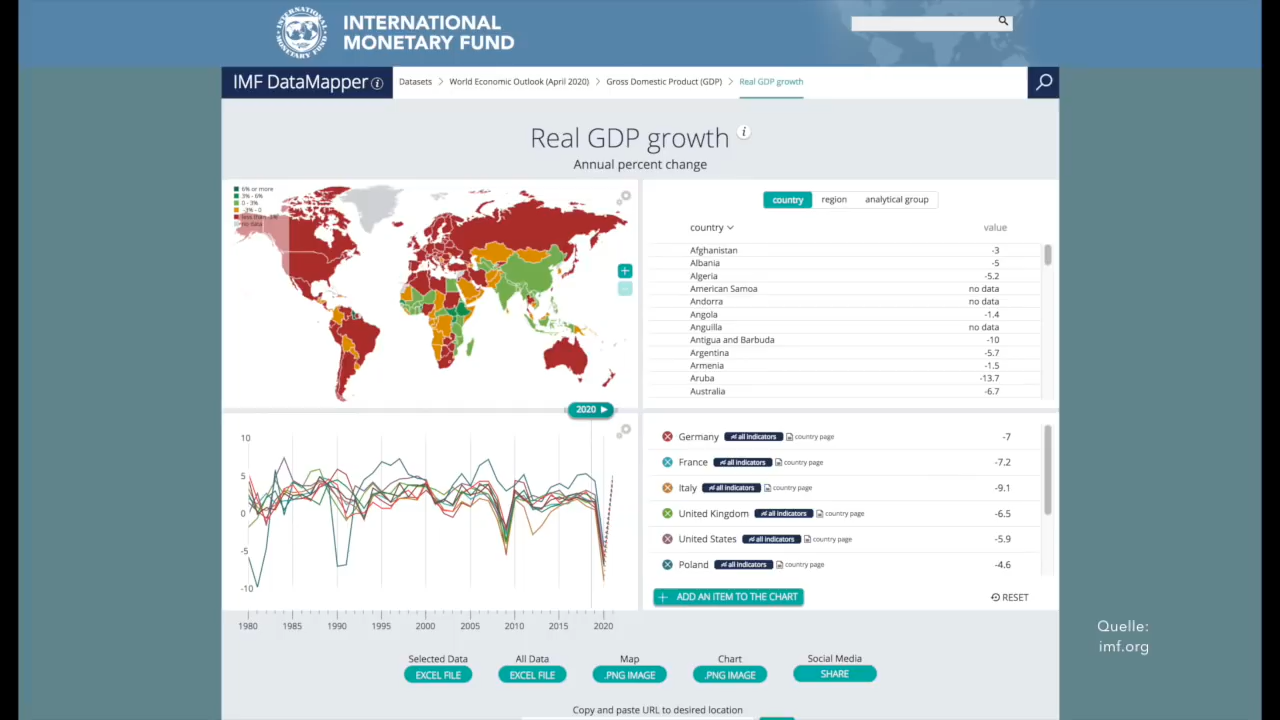 INTERNATIONAL
MONETARY FUND
IMF DataMapper i
Datasets > World Economic Outlook (April 2020) > Gross Domestic Product (GDP) > Real GDP growth
Real GDP growth i
Annual percent change
6% or more
3% - 6%
0 - 3%
-3% - 0
less than -3%
no data
+
country region analytical group
country value
Afghanistan -3
Albania -5
Algeria -5.2
American Samoa no data
Andorra no data
Angola -1.4
Anguilla no data
Antigua and Barbuda -10
Argentina -5.7
Armenia -1.5
Aruba -13.7
Australia -6.7
2020
10
5
0
-5
-10
1980 1985 1990 1995 2000 2005 2010 2015 2020
Germany all indicators country page -7
France all indicators country page -7.2
Italy all indicators country page -9.1
United Kingdom all indicators country page -6.5
United States all indicators country page -5.9
Poland all indicators country page -4.6
+ ADD AN ITEM TO THE CHART
RESET
Selected Data All Data Map Chart Social Media
EXCEL FILE EXCEL FILE .PNG IMAGE .PNG IMAGE SHARE
Copy and paste URL to desired location
Quelle:
imf.org